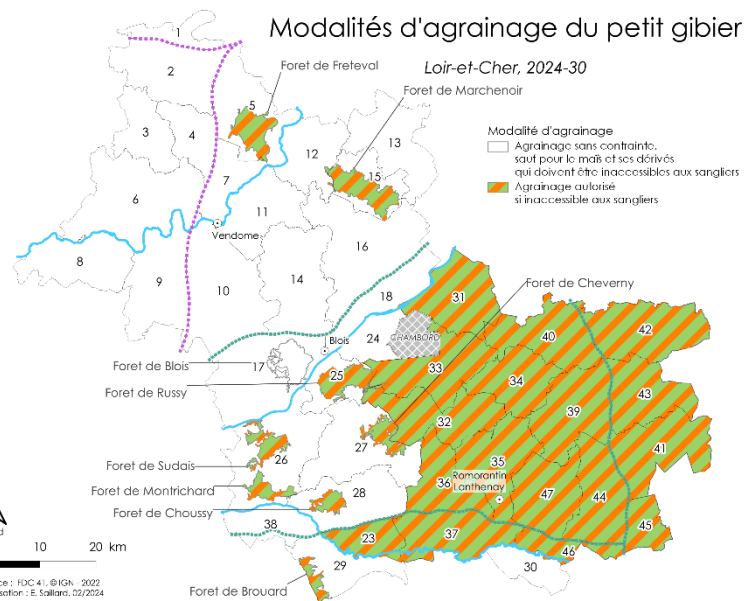 Modalités d'agrainage du petit gibier
Loir-et-Cher, 2024-30
Modalité d'agrainage
Agrainage sans contrainte,
sauf pour le maïs et ses dérivés
qui doivent être inaccessibles aux sangliers
Agrainage autorisé
si inaccessible aux sangliers
1
2
Foret de Freteval
Foret de Marchenoir
5
3
4
12
13
15
7
6
11
Vendome
16
8
9
10
14
18
31
Foret de Cheverny
24
CHAMBORD
Blois
40
42
Foret de Blois
17
25
33
34
43
Foret de Russy
39
32
27
41
26
35
Foret de Sudais
36
Romorantin
Lanthenay
Foret de Montrichard
28
47
44
Foret de Choussy
38
23
37
45
46
29
30
Foret de Brouard
10 20 km
ce : FDC 41, © IGN - 2022
sation : E. Saillard, 02/2024